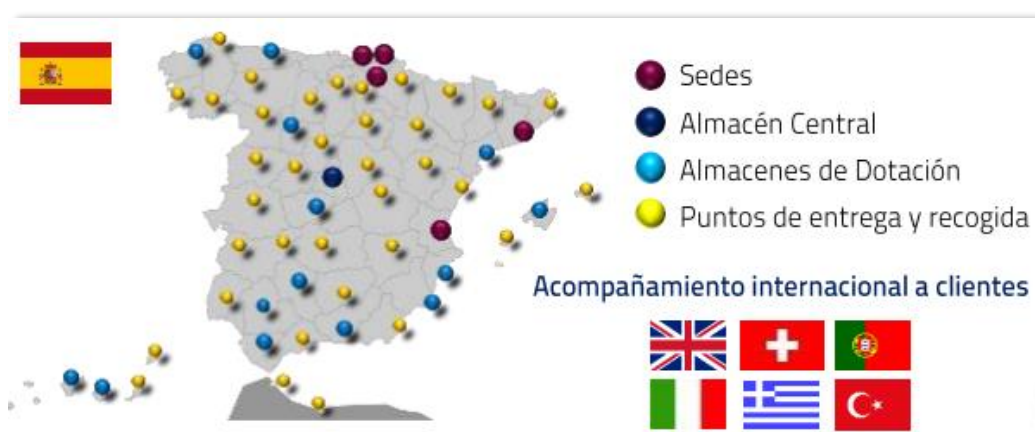 Sedes
Almacén Central
Almacenes de Dotación
Puntos de entrega y recogida
Acompañamiento internacional a clientes